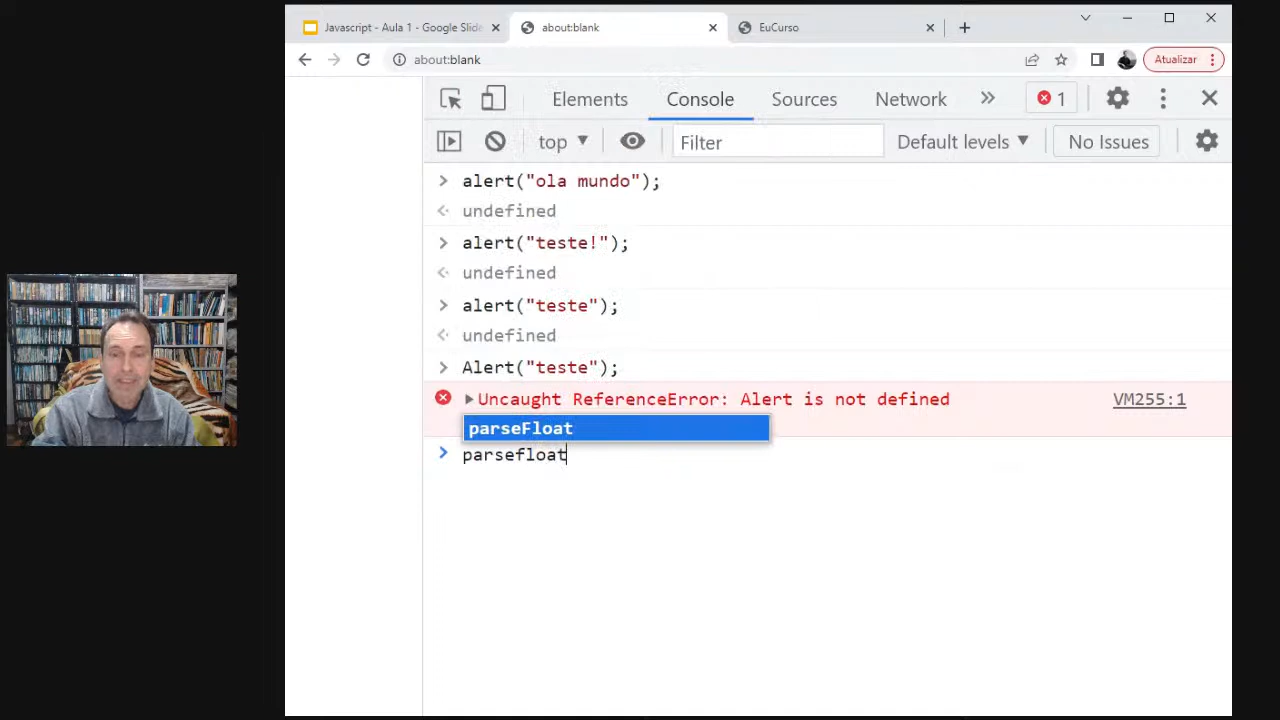 Javascript - Aula 1 - Google Slide
about:blank
EuCurso
about:blank
Atualizar
Elements
Console
Sources
Network
1
top
Filter
Default levels
No Issues
alert("ola mundo");
undefined
alert("teste!");
undefined
alert("teste");
undefined
Alert("teste");
Uncaught ReferenceError: Alert is not defined
VM255:1
parseFloat
parsefloat